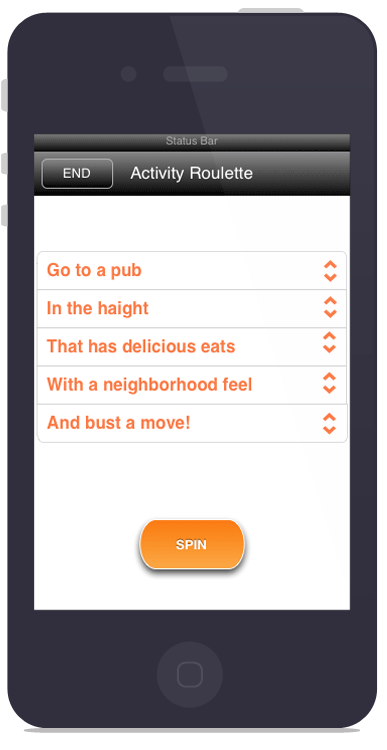 Status Bar
END
Activity Roulette
Go to a pub
In the haight
That has delicious eats
With a neighborhood feel
And bust a move!
SPIN